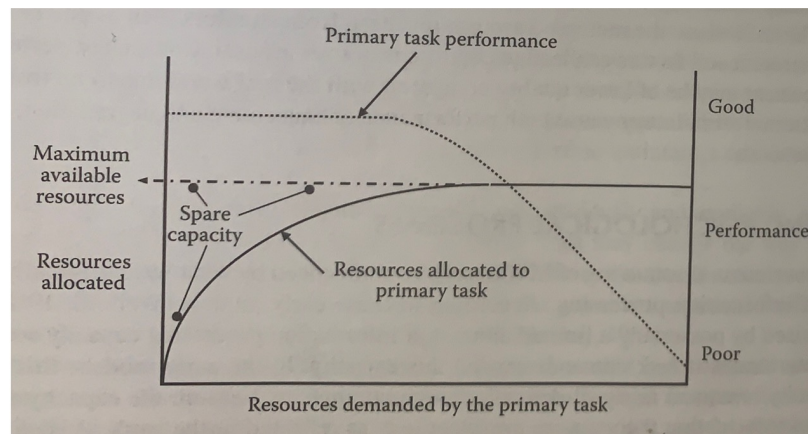 Primary task performance
Good
Maximum
available
resources
Spare
capacity
Performance
Resources
allocated
Resources allocated to
primary task
Poor
Resources demanded by the primary task